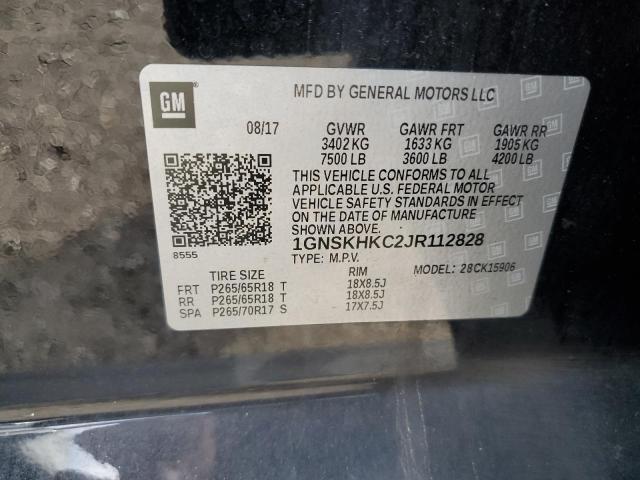 GM
MFD BY GENERAL MOTORS LLC
08/17 GVWR GAWR FRT GAWR RR
3402 KG 1633 KG 1905 KG
7500 LB 3600 LB 4200 LB
THIS VEHICLE CONFORMS TO ALL
APPLICABLE U.S. FEDERAL MOTOR
VEHICLE SAFETY STANDARDS IN EFFECT
ON THE DATE OF MANUFACTURE
SHOWN ABOVE.
8555 1GNSKHKC2JR112828
TYPE: M.P.V. MODEL: 28CK15906
TIRE SIZE RIM
FRT P265/65R18 T 18X8.5J
RR P265/65R18 T 18X8.5J
SPA P265/70R17 S 17X7.5J